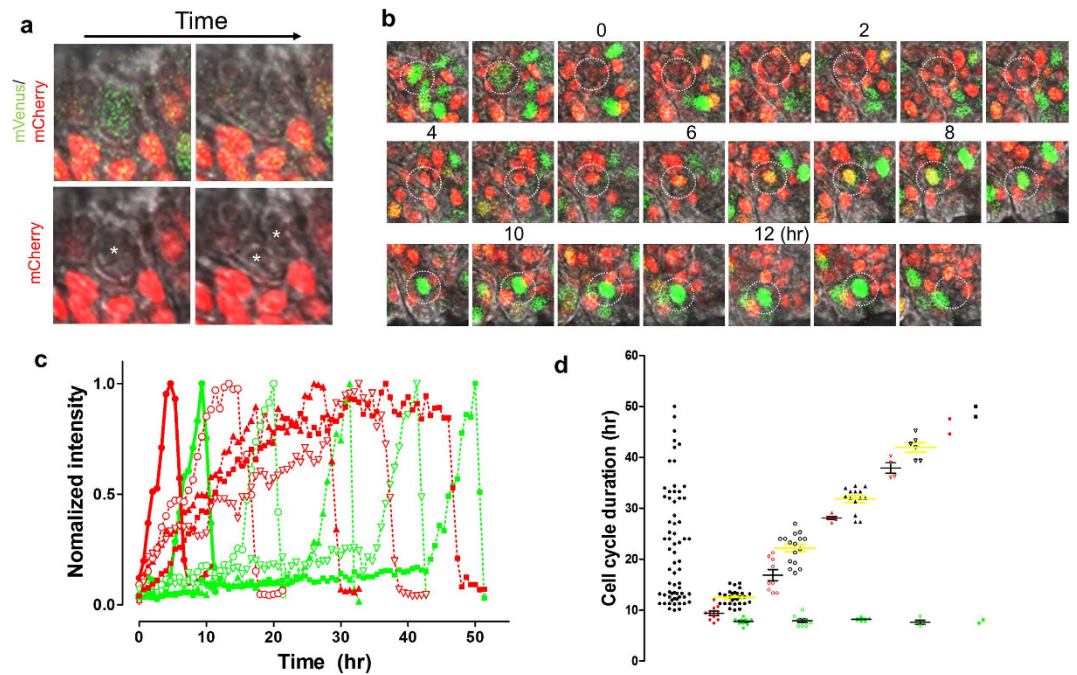 a
Time
mVenus/
mCherry
mCherry
*
*
*
b
0
2
4
6
8
10
12 (hr)
c
Nomalized intensity
1.0
0.5
0.0
0
10
20
30
40
50
Time (hr)
d
Cell cycle duration (hr)
60
50
40
30
20
10
0